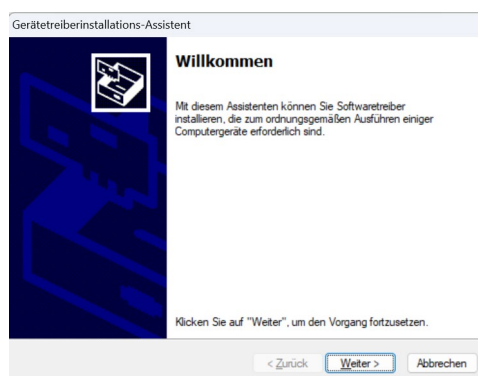 Gerätetreiberinstallations-Assistent
Willkommen
Mit diesem Assistenten können Sie Softwaretreiber
installieren, die zum ordnungsgemäßen Ausführen einiger
Computergeräte erforderlich sind.
Klicken Sie auf "Weiter", um den Vorgang fortzusetzen.
< Zurück
Weiter >
Abbrechen